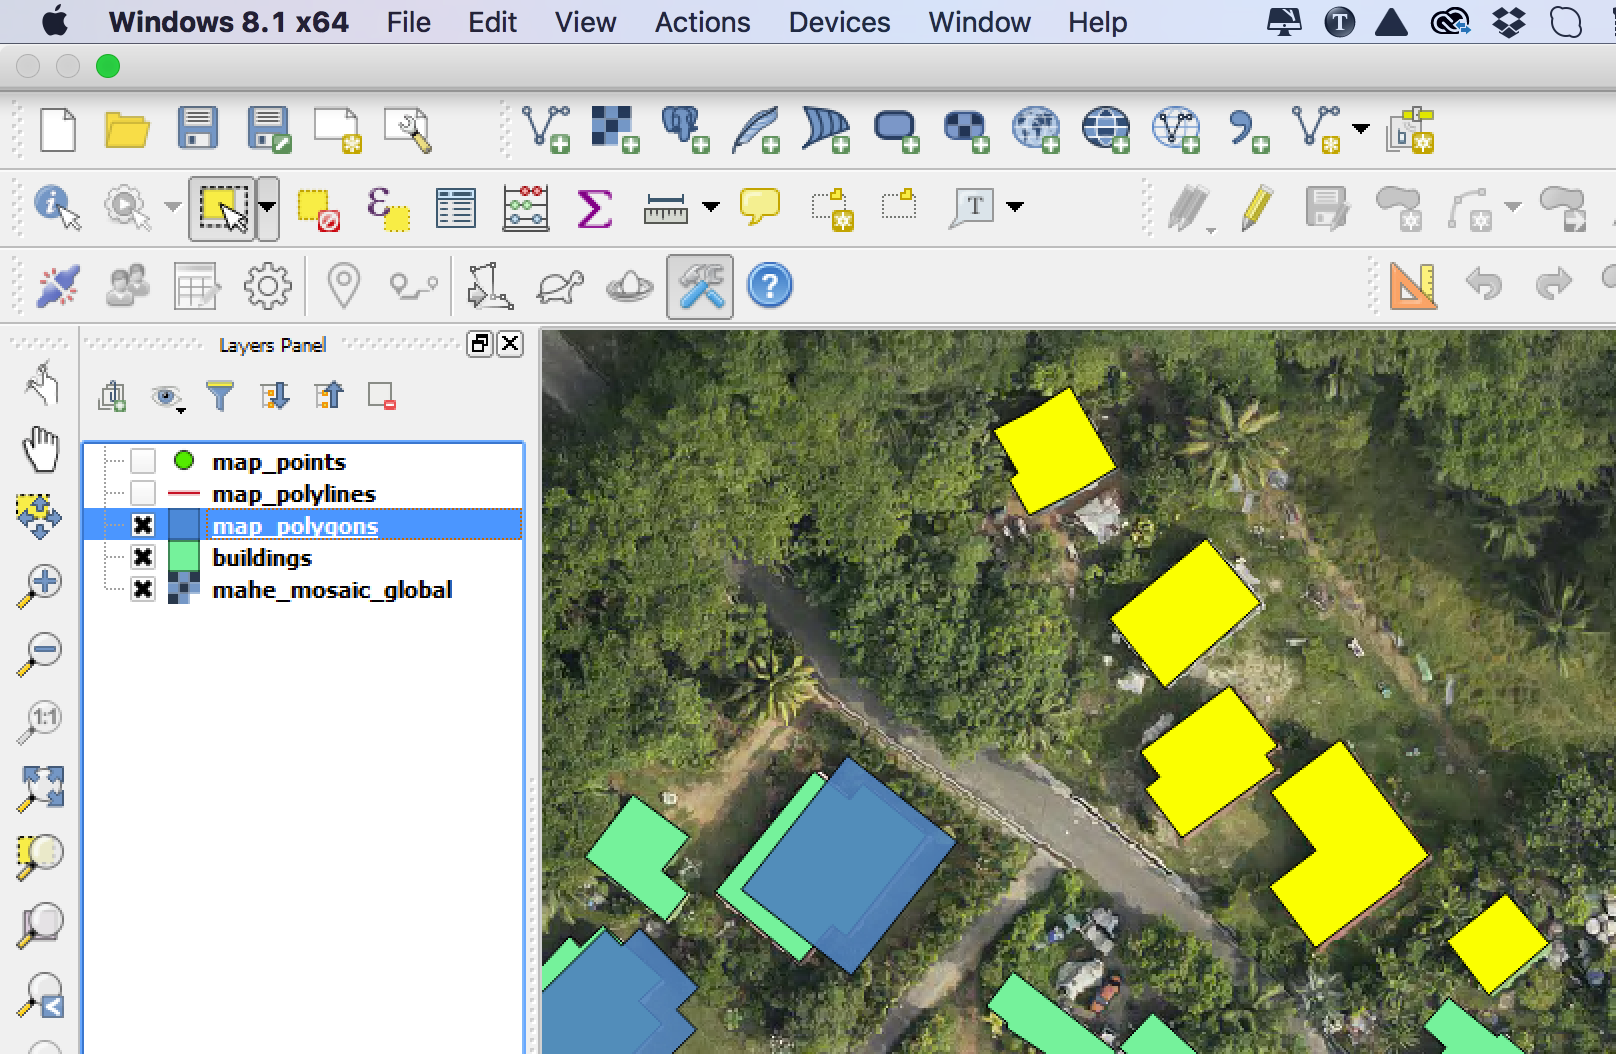 Windows 8.1 x64 File Edit View Actions Devices Window Help
T
ε Σ T
?
Layers Panel
map_points
map_polylines
map_polygons
buildings
mahe_mosaic_global
1:1